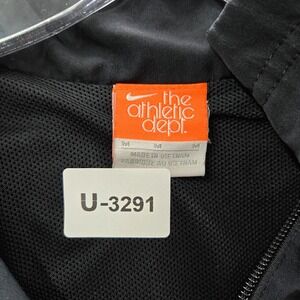 the
athletic
dept.
M M M
MADE IN VIETNAM
U-3291